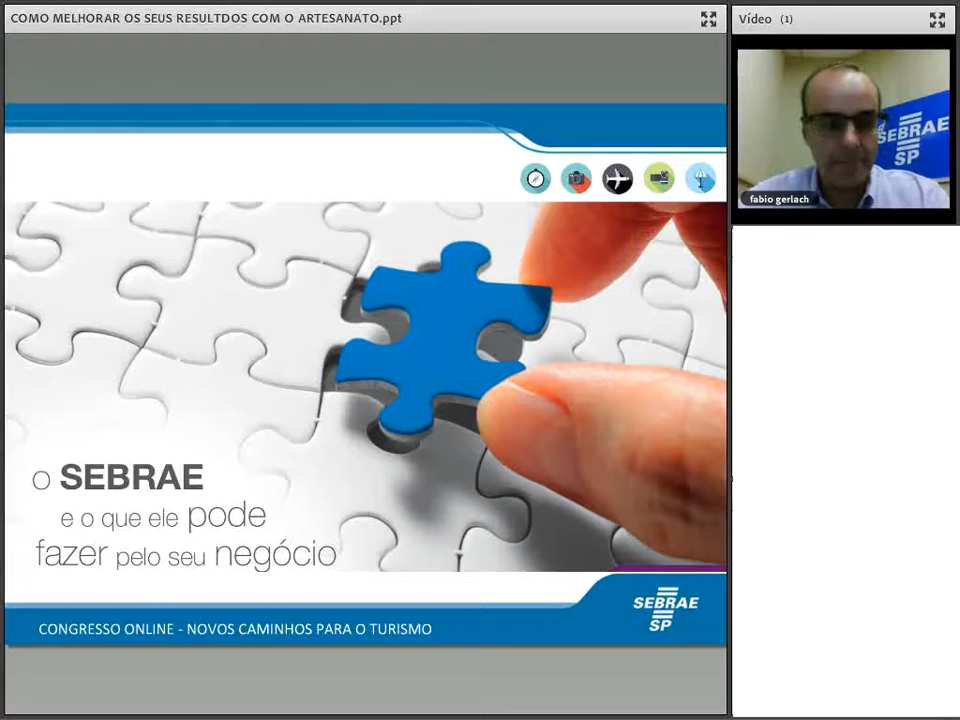 COMO MELHORAR OS SEUS RESULTDOS COM O ARTESANATO.ppt
Vídeo (1)
SEBRAE
SP
fabio gerlach
o SEBRAE
e o que ele pode
fazer pelo seu negócio
SEBRAE
SP
CONGRESSO ONLINE - NOVOS CAMINHOS PARA O TURISMO